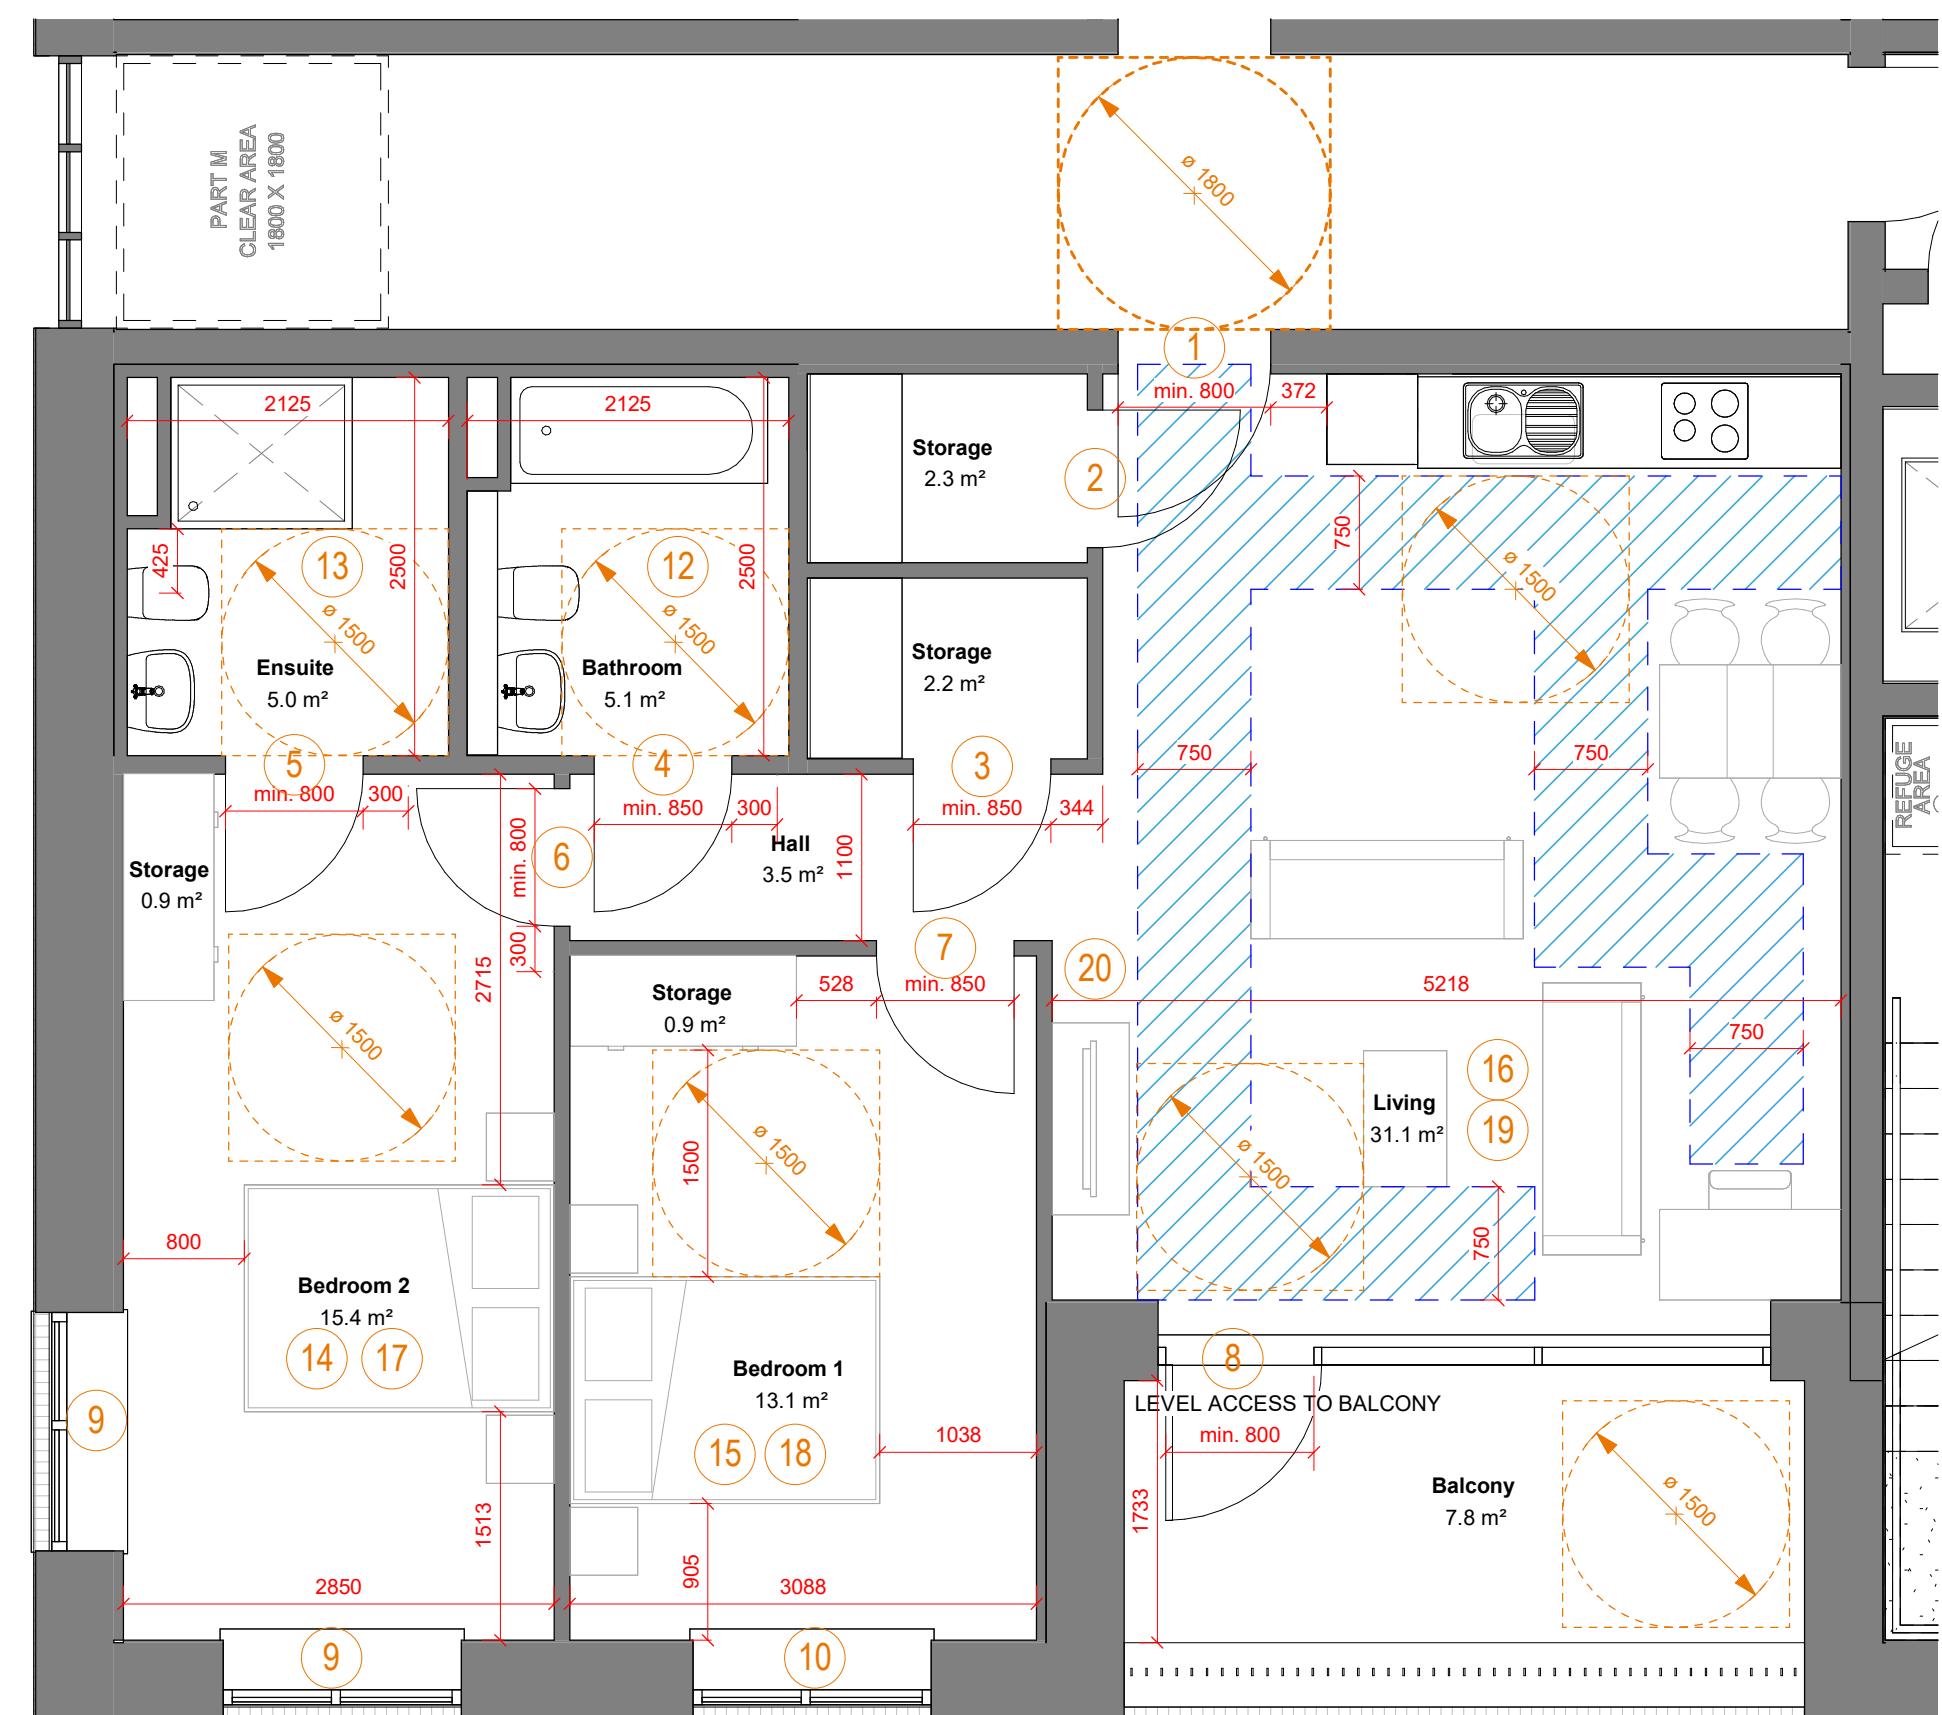 PART M
CLEAR AREA
1800 X 1800
ø 1800
1
min. 800
372
2125
2125
2
Storage
2.3 m²
425
2500
2500
750
13
12
ø 1500
ø 1500
ø 1500
Ensuite
5.0 m²
Bathroom
5.1 m²
Storage
2.2 m²
5
4
3
750
750
REFUGE
AREA
min. 800
300
min. 850
300
min. 850
344
min. 800
6
Hall
3.5 m²
1100
Storage
0.9 m²
300
2715
7
20
528
min. 850
5218
Storage
0.9 m²
750
ø 1500
ø 1500
1500
16
Living
31.1 m²
19
ø 1500
750
800
Bedroom 2
15.4 m²
14
17
Bedroom 1
13.1 m²
15
18
9
8
LEVEL ACCESS TO BALCONY
min. 800
1038
1733
Balcony
7.8 m²
ø 1500
1513
905
2850
3088
9
10